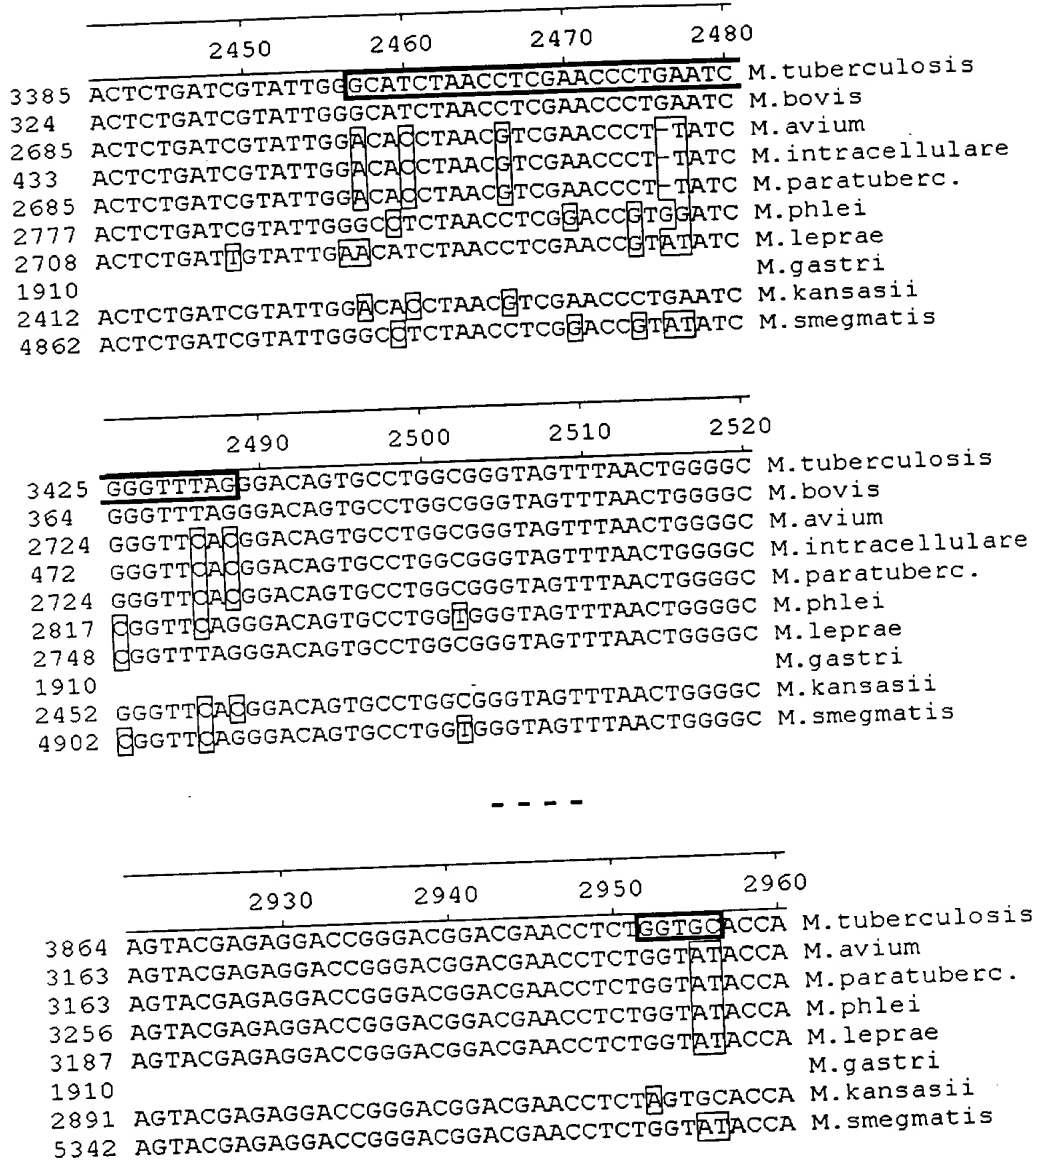 2450 2460 2470 2480
3385 ACTCTGATCGTATTGGGCATCTAACCTCGAACCCTGAATC M.tuberculosis
324 ACTCTGATCGTATTGGGCATCTAACCTCGAACCCTGAATC M.bovis
2685 ACTCTGATCGTATTGGACACCTAACGTCGAACCCT-TATC M.avium
433 ACTCTGATCGTATTGGACACCTAACGTCGAACCCT-TATC M.intracellulare
2685 ACTCTGATCGTATTGGACACCTAACGTCGAACCCT-TATC M.paratuberc.
2777 ACTCTGATCGTATTGGGCCTCTAACCTCGGACCGTGGATC M.phlei
2708 ACTCTGATTGTATTGAACATCTAACCTCGAACCGTATATC M.leprae
1910 M.gastri
2412 ACTCTGATCGTATTGGACACCTAACGTCGAACCCTGAATC M.kansasii
4862 ACTCTGATCGTATTGGGCCTCTAACCTCGGACCGTATATC M.smegmatis
2490 2500 2510 2520
3425 GGGTTTAGGGACAGTGCCTGGCGGGTAGTTTAACTGGGGC M.tuberculosis
364 GGGTTTAGGGACAGTGCCTGGCGGGTAGTTTAACTGGGGC M.bovis
2724 GGGTTCACGGACAGTGCCTGGCGGGTAGTTTAACTGGGGC M.avium
472 GGGTTCACGGACAGTGCCTGGCGGGTAGTTTAACTGGGGC M.intracellulare
2724 GGGTTCACGGACAGTGCCTGGCGGGTAGTTTAACTGGGGC M.paratuberc.
2817 CGGTTCAGGGACAGTGCCTGGTGGGTAGTTTAACTGGGGC M.phlei
2748 CGGTTTAGGGACAGTGCCTGGCGGGTAGTTTAACTGGGGC M.leprae
1910 M.gastri
2452 GGGTTCACGGACAGTGCCTGGCGGGTAGTTTAACTGGGGC M.kansasii
4902 CGGTTCAGGGACAGTGCCTGGTGGGTAGTTTAACTGGGGC M.smegmatis
- - - -
2930 2940 2950 2960
3864 AGTACGAGAGGACCGGGACGGACGAACCTCTGGTGCACCA M.tuberculosis
3163 AGTACGAGAGGACCGGGACGGACGAACCTCTGGTATACCA M.avium
3163 AGTACGAGAGGACCGGGACGGACGAACCTCTGGTATACCA M.paratuberc.
3256 AGTACGAGAGGACCGGGACGGACGAACCTCTGGTATACCA M.phlei
3187 AGTACGAGAGGACCGGGACGGACGAACCTCTGGTATACCA M.leprae
1910 M.gastri
2891 AGTACGAGAGGACCGGGACGGACGAACCTCTAGTGCACCA M.kansasii
5342 AGTACGAGAGGACCGGGACGGACGAACCTCTGGTATACCA M.smegmatis